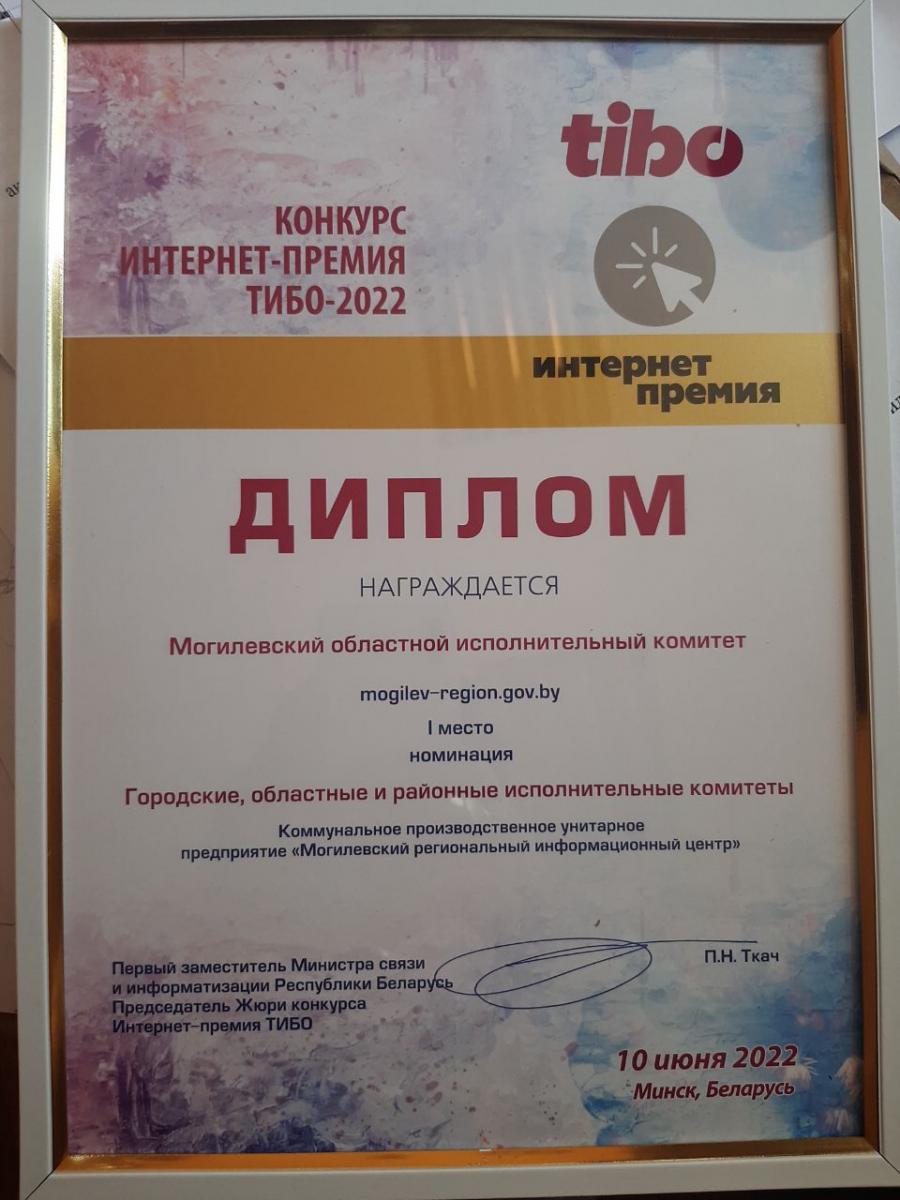 tibo
КОНКУРС
ИНТЕРНЕТ-ПРЕМИЯ
ТИБО-2022
интернет
премия
ДИПЛОМ
НАГРАЖДАЕТСЯ
Могилевский областной исполнительный комитет
mogilev-region.gov.by
I место
номинация
Городские, областные и районные исполнительные комитеты
Коммунальное производственное унитарное
предприятие «Могилевский региональный информационный центр»
Первый заместитель Министра связи
и информатизации Республики Беларусь
Председатель Жюри конкурса
Интернет-премия ТИБО
П.Н. Ткач
10 июня 2022
Минск, Беларусь